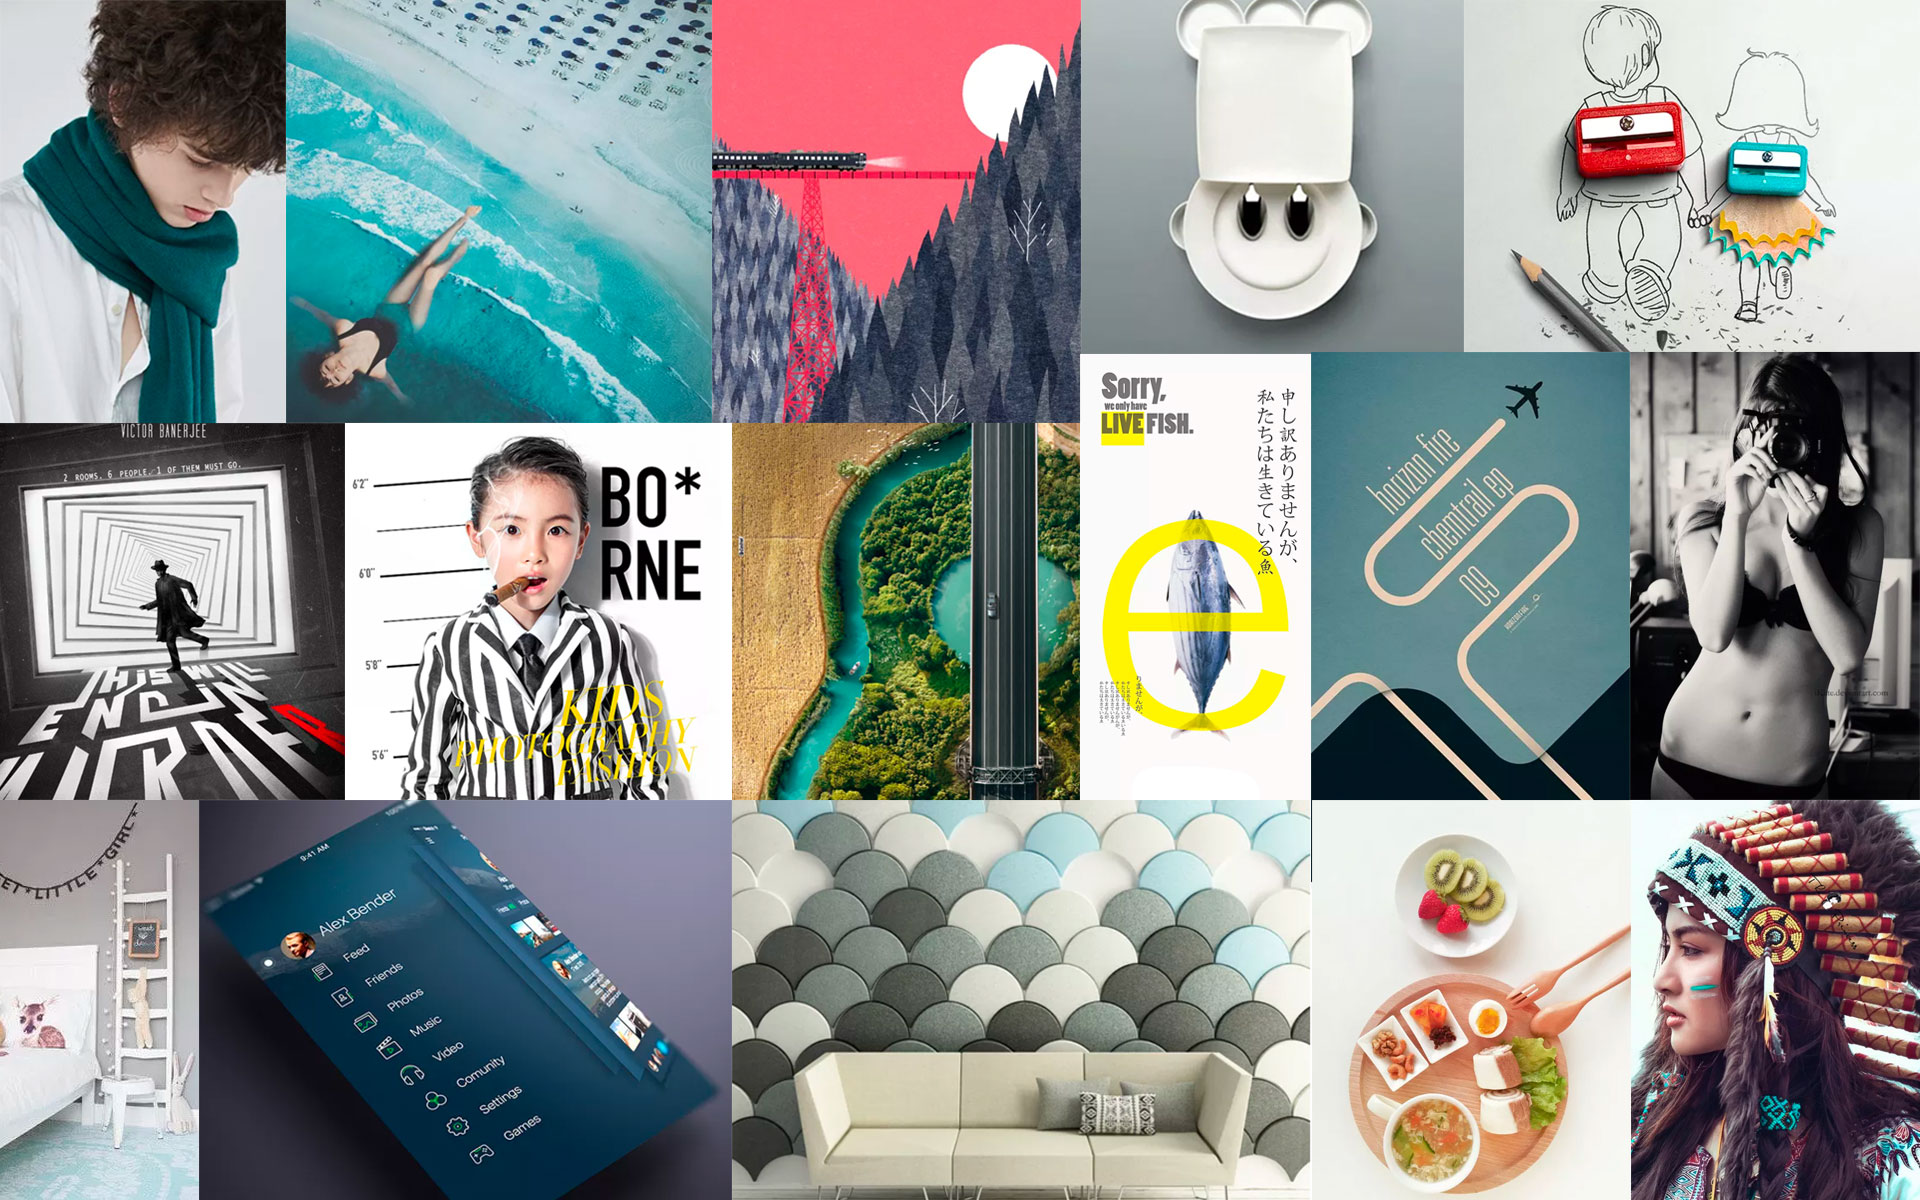 Sorry,
we only have
LIVE FISH.
申し訳ありませんが、
私たちは生きている魚
りませんが、
horizon fire
chemtrail ep
09
VICTOR BANERJEE
2 ROOMS. 6 PEOPLE. 1 OF THEM MUST GO.
THIS WILL
END IN
MURDER
6'2"
6'0"
5'8"
5'6"
BO*
RNE
KIDS
PHOTOGRAPHY
FASHION
e
ET*LITTLE*GIRL
9:41 AM
Alex Bender
Feed
Friends
Photos
Music
Video
Comunity
Settings
Games